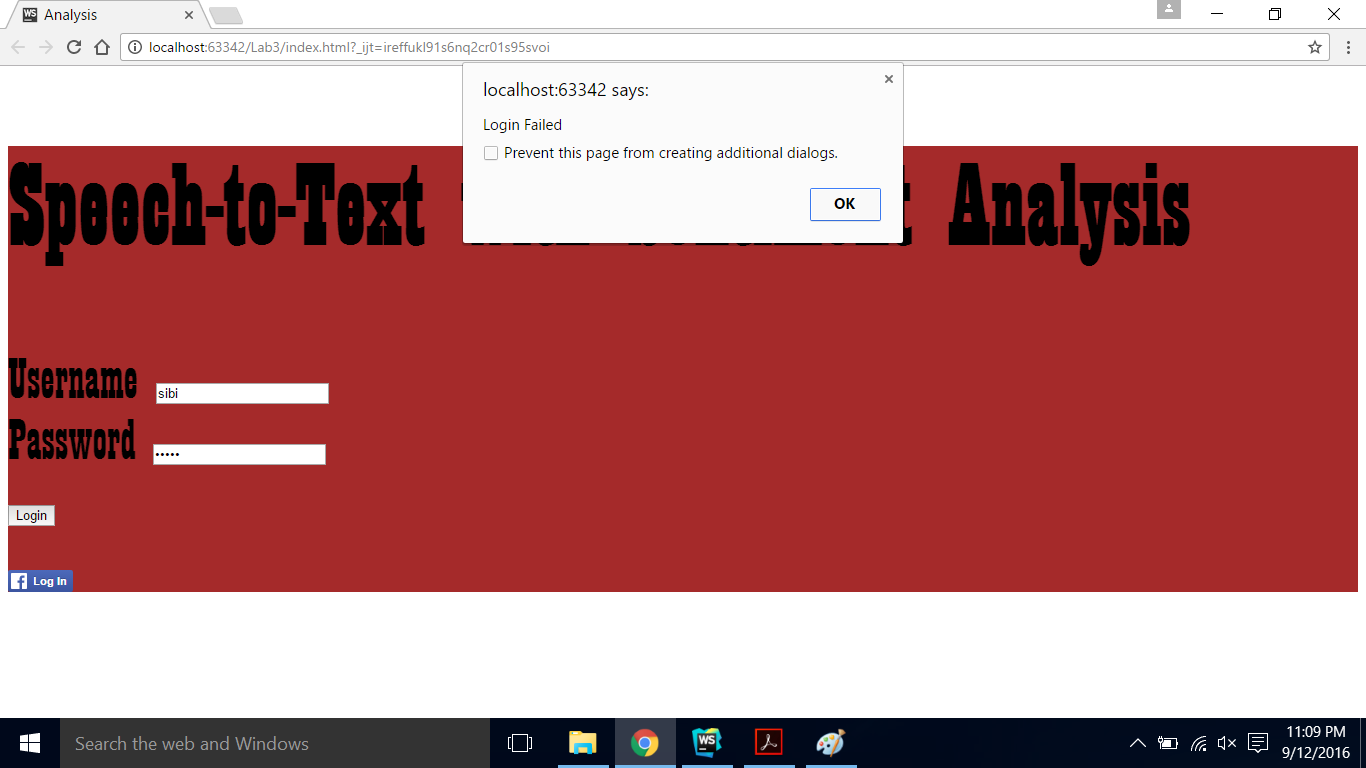 Analysis
localhost:63342/Lab3/index.html?_ijt=ireffukl91s6nq2cr01s95svoi
localhost:63342 says:
Login Failed
Prevent this page from creating additional dialogs.
OK
Speech-to-Text Analysis
Username sibi
Password •••••
Login
Log In
Search the web and Windows
11:09 PM
9/12/2016